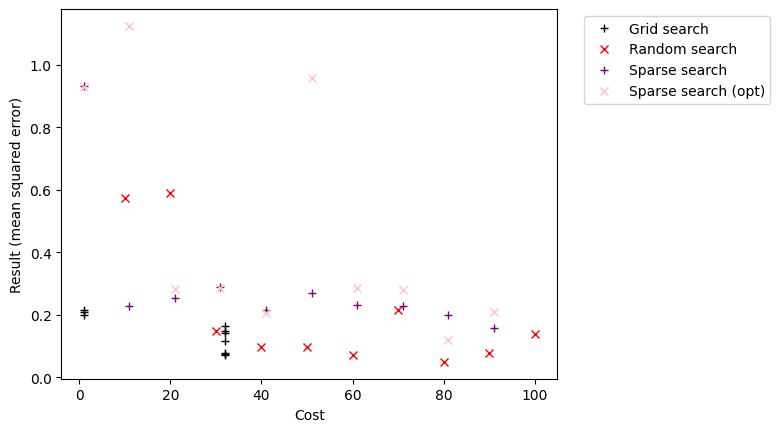 Grid search
Random search
Sparse search
Sparse search (opt)
Result (mean squared error)
1.0
0.8
0.6
0.4
0.2
0.0
0 20 40 60 80 100
Cost